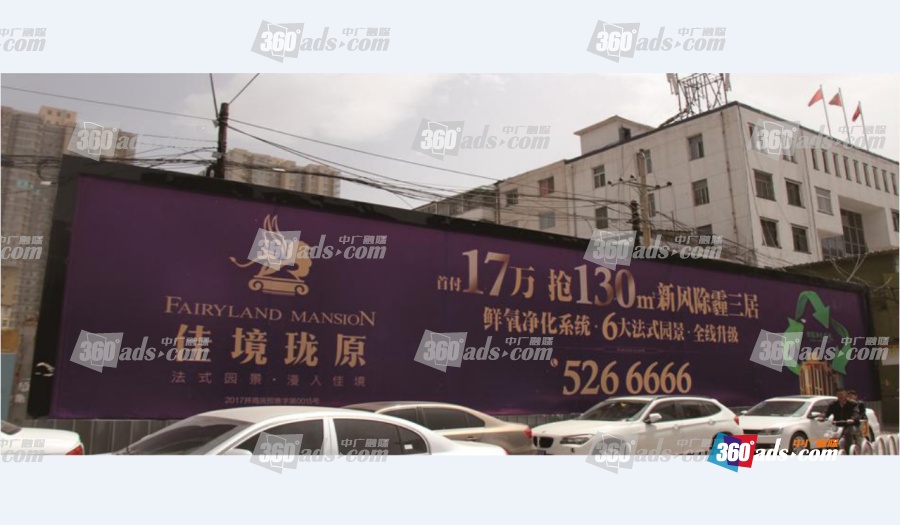 FAIRYLAND MANSION
佳境珑原
法式园景·漫入佳境
首付17万 抢130㎡新风除霾三居
鲜氧净化系统·6大法式园景·全线升级
526 6666
中广融媒
360°ads.com